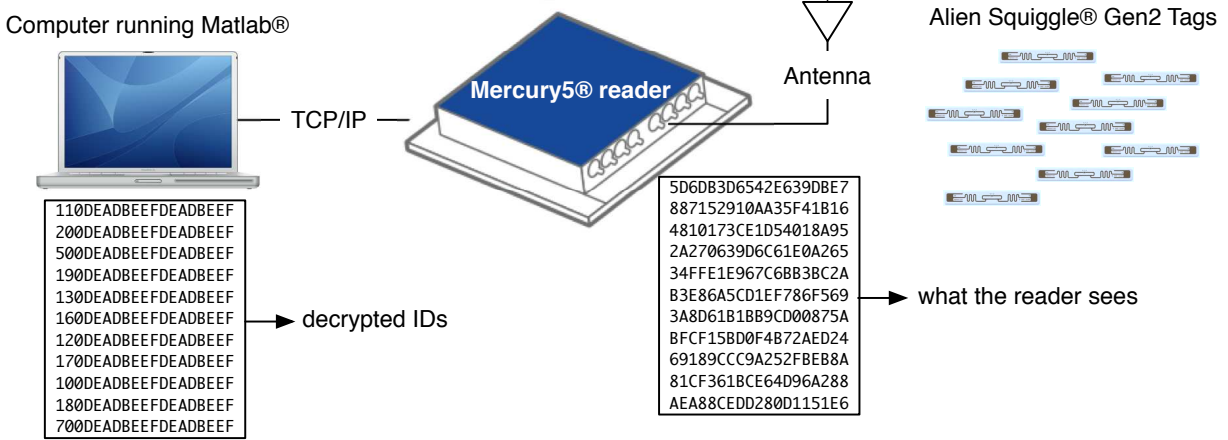 Computer running Matlab®
Alien Squiggle® Gen2 Tags
Antenna
Mercury5® reader
TCP/IP
110DEADBEEFDEADBEEF
200DEADBEEFDEADBEEF
500DEADBEEFDEADBEEF
190DEADBEEFDEADBEEF
130DEADBEEFDEADBEEF
160DEADBEEFDEADBEEF
120DEADBEEFDEADBEEF
170DEADBEEFDEADBEEF
100DEADBEEFDEADBEEF
180DEADBEEFDEADBEEF
700DEADBEEFDEADBEEF
decrypted IDs
5D6DB3D6542E639DBE7
887152910AA35F41B16
4810173CE1D54018A95
2A270639D6C61E0A265
34FFE1E967C6BB3BC2A
B3E86A5CD1EF786F569
3A8D61B1BB9CD00875A
BFCF15BD0F4B72AED24
69189CCC9A252FBEB8A
81CF361BCE64D96A288
AEA88CEDD280D1151E6
what the reader sees